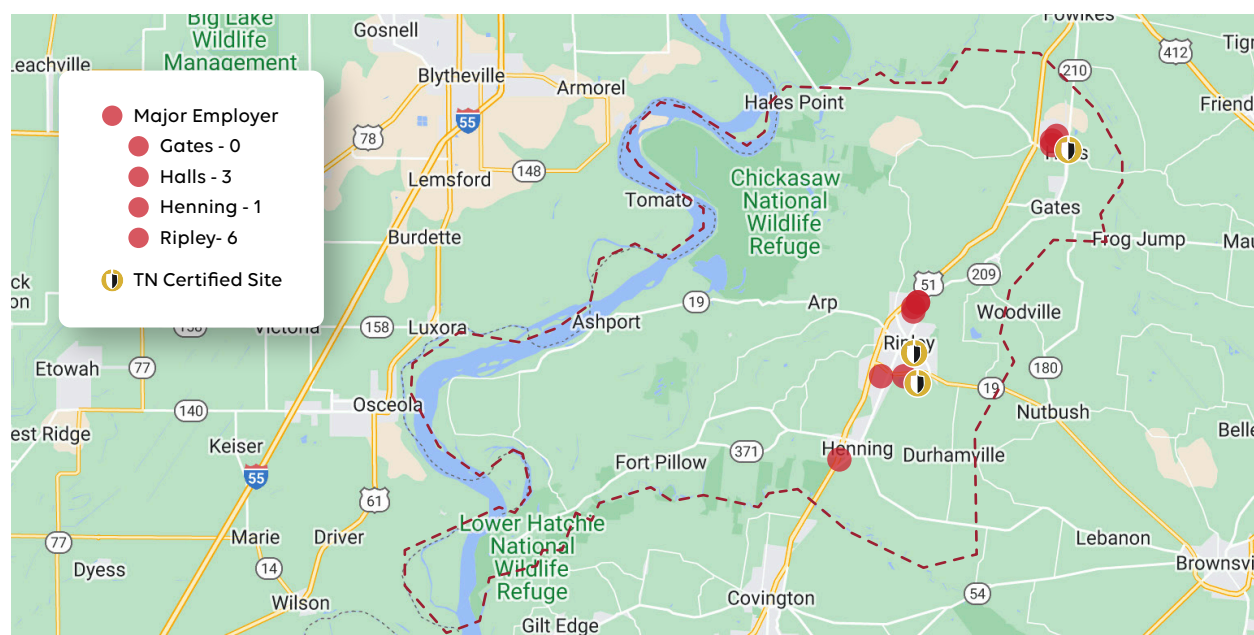 Big Lake
Wildlife
Management
Gosnell
Fowikes
412
210
Leachville
Blytheville
Armorel
Hales Point
Friend
Major Employer
Gates - 0
Halls - 3
Henning - 1
Ripley- 6
TN Certified Site
55
78
148
Lemsford
Tomato
Chickasaw
National
Wildlife
Refuge
Gates
Burdette
Frog Jump
209
51
19
Arp
Woodville
Victoria
158
Luxora
Ashport
Ripley
Etowah
77
180
19
140
Osceola
Nutbush
est Ridge
Keiser
Henning
Durhamville
371
Fort Pillow
55
61
Lower Hatchie
National
Wildlife
Refuge
77
Marie
Driver
Lebanon
Dyess
14
Brownsvi
Wilson
54
Covington
Gilt Edge